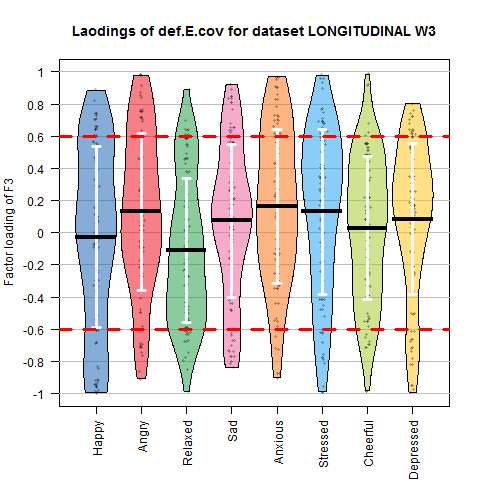 Laodings of def.E.cov for dataset LONGITUDINAL W3
Factor loading of F3
1
0.8
0.6
0.4
0.2
0
-0.2
-0.4
-0.6
-0.8
-1
Happy
Angry
Relaxed
Sad
Anxious
Stressed
Cheerful
Depressed